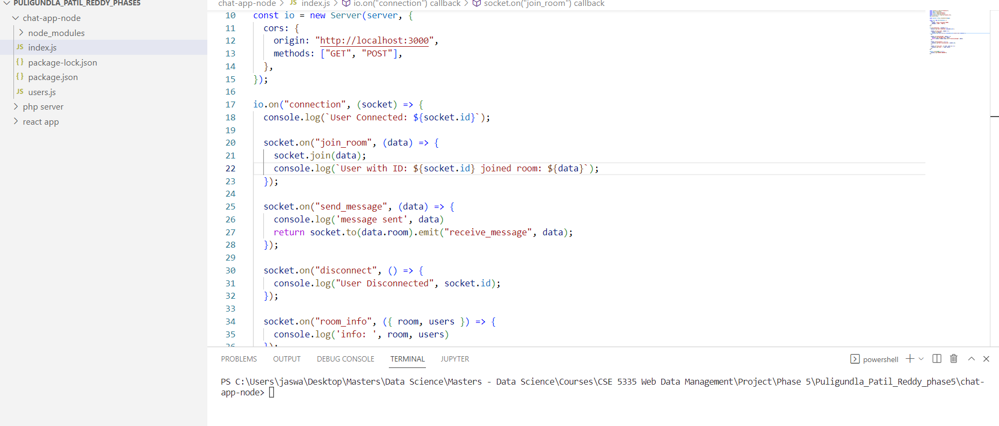 PULIGUNDLA_PATIL_REDDY_PHASE5
chat-app-node
node_modules
JS index.js
{} package-lock.json
{} package.json
JS users.js
php server
react app
chat-app-node > JS index.js > io.on("connection") callback > socket.on("join_room") callback
10 const io = new Server(server, {
11 cors: {
12 origin: "http://localhost:3000",
13 methods: ["GET", "POST"],
14 },
15 });
16
17 io.on("connection", (socket) => {
18 console.log(`User Connected: ${socket.id}`);
19
20 socket.on("join_room", (data) => {
21 socket.join(data);
22 console.log(`User with ID: ${socket.id} joined room: ${data}`);
23 });
24
25 socket.on("send_message", (data) => {
26 console.log('message sent', data)
27 return socket.to(data.room).emit("receive_message", data);
28 });
29
30 socket.on("disconnect", () => {
31 console.log("User Disconnected", socket.id);
32 });
33
34 socket.on("room_info", ({ room, users }) => {
35 console.log('info: ', room, users)
36 });
PROBLEMS OUTPUT DEBUG CONSOLE TERMINAL JUPYTER powershell
PS C:\Users\jaswa\Desktop\Masters\Data Science\Masters - Data Science\Courses\CSE 5335 Web Data Management\Project\Phase 5\Puligundla_Patil_Reddy_phase5\chat-
app-node>